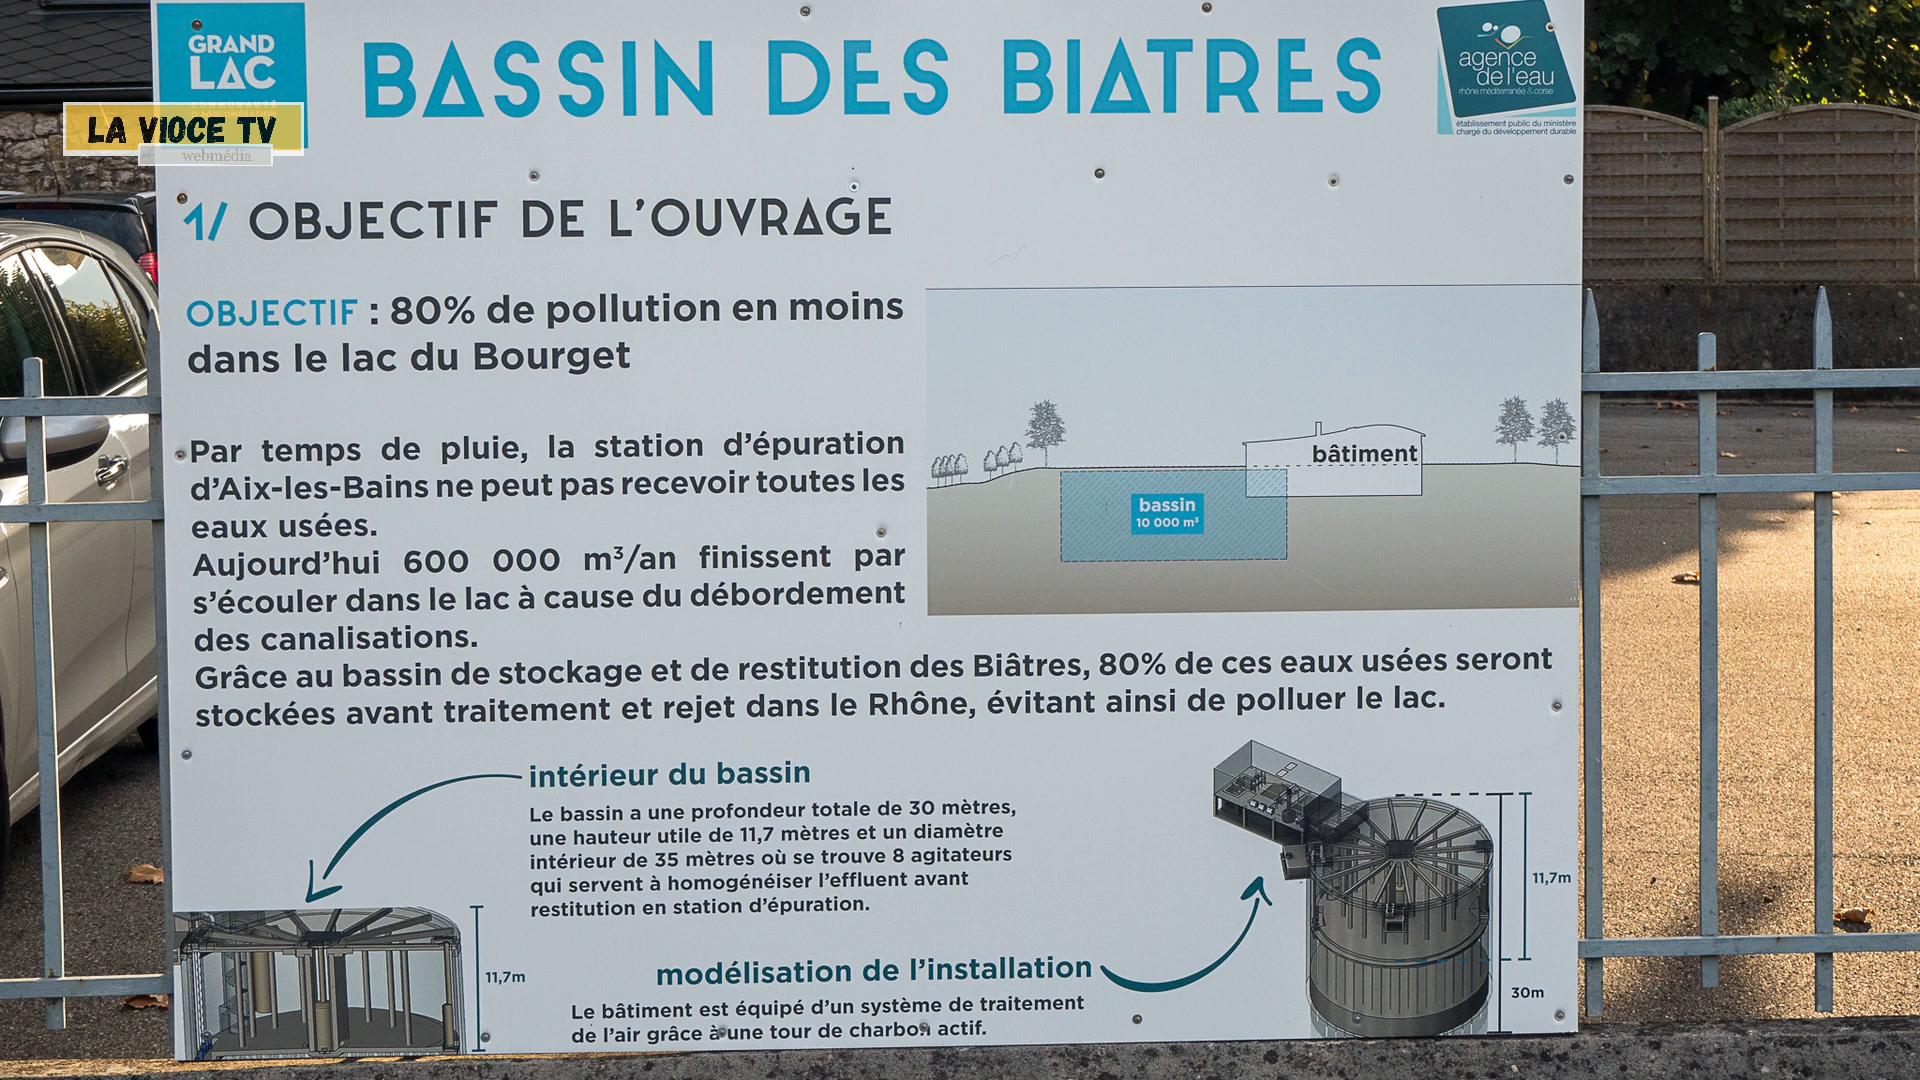 GRAND
LAC
LA VIOCE TV
webmédia
BASSIN DES BIATRES
agence
de l'eau
rhône méditerranée & corse
établissement public du ministère
chargé du développement durable
1/ OBJECTIF DE L'OUVRAGE
OBJECTIF : 80% de pollution en moins
dans le lac du Bourget
Par temps de pluie, la station d'épuration
d'Aix-les-Bains ne peut pas recevoir toutes les
eaux usées.
Aujourd'hui 600 000 m³/an finissent par
s'écouler dans le lac à cause du débordement
des canalisations.
Grâce au bassin de stockage et de restitution des Biâtres, 80% de ces eaux usées seront
stockées avant traitement et rejet dans le Rhône, évitant ainsi de polluer le lac.
bâtiment
bassin
10 000 m³
intérieur du bassin
Le bassin a une profondeur totale de 30 mètres,
une hauteur utile de 11,7 mètres et un diamètre
intérieur de 35 mètres où se trouve 8 agitateurs
qui servent à homogénéiser l'effluent avant
restitution en station d'épuration.
11,7m
modélisation de l'installation
Le bâtiment est équipé d'un système de traitement
de l'air grâce à une tour de charbon actif.
11,7m
30m